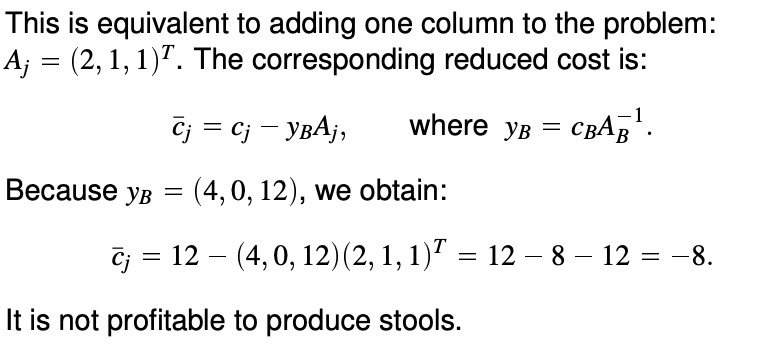 This is equivalent to adding one column to the problem:
A_j = (2, 1, 1)^T. The corresponding reduced cost is:
c̄_j = c_j − y_B A_j, where y_B = c_B A_B^{−1}.
Because y_B = (4, 0, 12), we obtain:
c̄_j = 12 − (4, 0, 12)(2, 1, 1)^T = 12 − 8 − 12 = −8.
It is not profitable to produce stools.